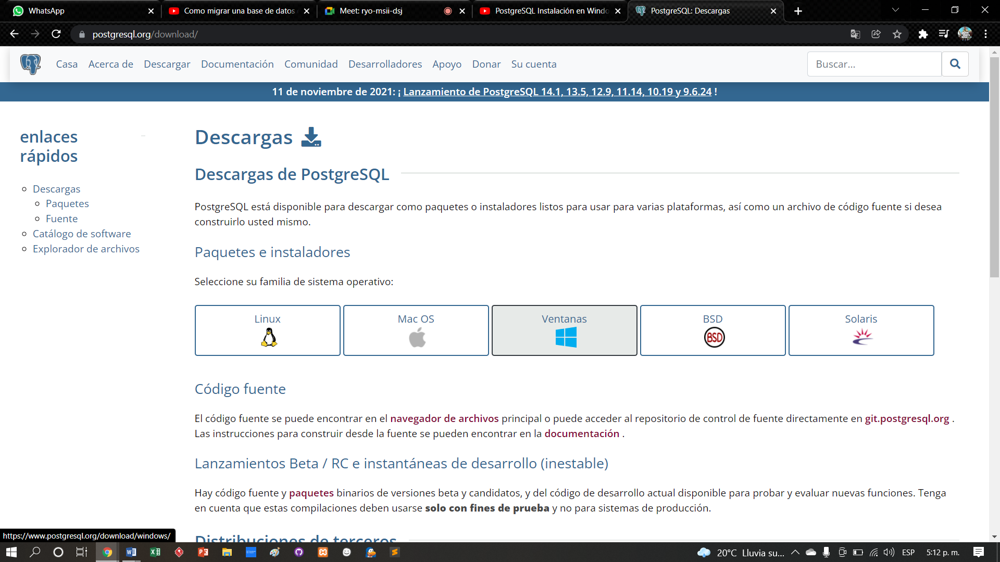 WhatsApp
Como migrar una base de datos
Meet: ryo-msii-dsj
PostgreSQL Instalación en Windo
PostgreSQL: Descargas
postgresql.org/download/
Casa
Acerca de
Descargar
Documentación
Comunidad
Desarrolladores
Apoyo
Donar
Su cuenta
Buscar...
11 de noviembre de 2021: ¡ Lanzamiento de PostgreSQL 14.1, 13.5, 12.9, 11.14, 10.19 y 9.6.24 !
enlaces
rápidos
Descargas
Paquetes
Fuente
Catálogo de software
Explorador de archivos
Descargas
Descargas de PostgreSQL
PostgreSQL está disponible para descargar como paquetes o instaladores listos para usar para varias plataformas, así como un archivo de código fuente si desea
construirlo usted mismo.
Paquetes e instaladores
Seleccione su familia de sistema operativo:
Linux
Mac OS
Ventanas
BSD
BSD
Solaris
Código fuente
El código fuente se puede encontrar en el navegador de archivos principal o puede acceder al repositorio de control de fuente directamente en git.postgresql.org .
Las instrucciones para construir desde la fuente se pueden encontrar en la documentación .
Lanzamientos Beta / RC e instantáneas de desarrollo (inestable)
Hay código fuente y paquetes binarios de versiones beta y candidatos, y del código de desarrollo actual disponible para probar y evaluar nuevas funciones. Tenga
en cuenta que estas compilaciones deben usarse solo con fines de prueba y no para sistemas de producción.
Distribuciones de terceros
https://www.postgresql.org/download/windows/
20°C Lluvia su...
ESP
5:12 p. m.